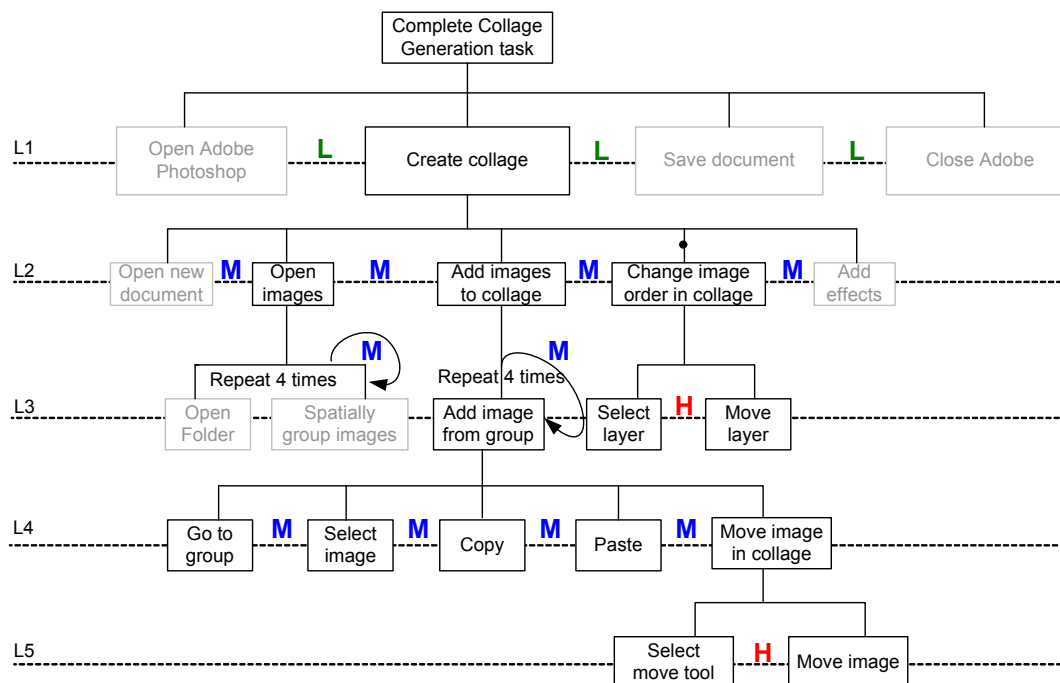 Complete Collage
Generation task
L1
Open Adobe
Photoshop
L
Create collage
L
Save document
L
Close Adobe
L2
Open new
document
M
Open
images
M
Add images
to collage
M
Change image
order in collage
M
Add
effects
M
Repeat 4 times
M
Repeat 4 times
L3
Open
Folder
Spatially
group images
Add image
from group
Select
layer
H
Move
layer
L4
Go to
group
M
Select
image
M
Copy
M
Paste
M
Move image
in collage
L5
Select
move tool
H
Move image